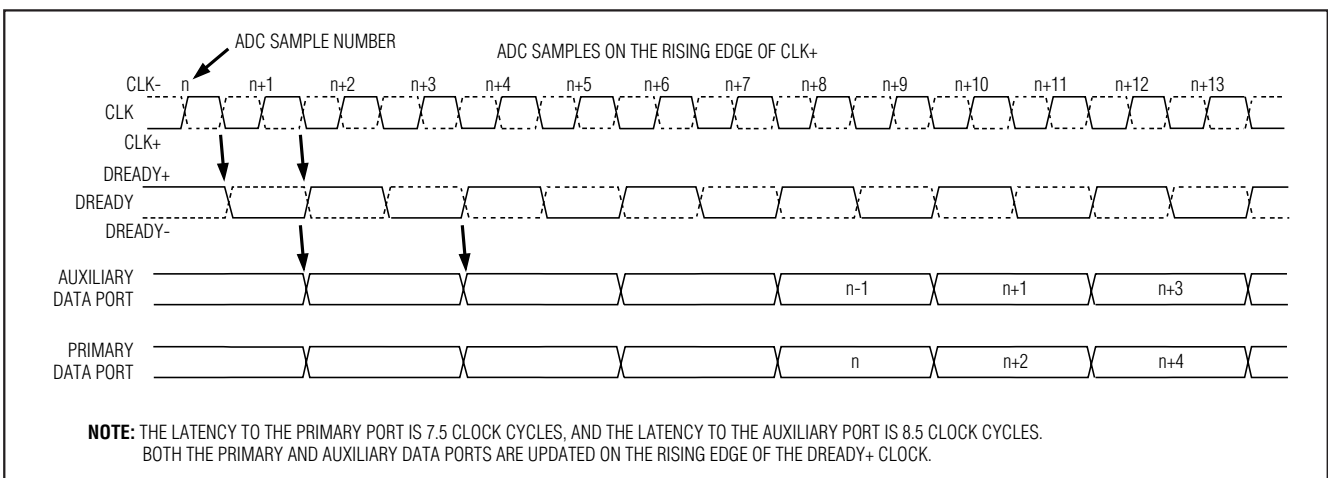 ADC SAMPLE NUMBER
ADC SAMPLES ON THE RISING EDGE OF CLK+
CLK- n n+1 n+2 n+3 n+4 n+5 n+6 n+7 n+8 n+9 n+10 n+11 n+12 n+13
CLK
CLK+
DREADY+
DREADY
DREADY-
AUXILIARY
DATA PORT
n-1 n+1 n+3
PRIMARY
DATA PORT
n n+2 n+4
NOTE: THE LATENCY TO THE PRIMARY PORT IS 7.5 CLOCK CYCLES, AND THE LATENCY TO THE AUXILIARY PORT IS 8.5 CLOCK CYCLES.
BOTH THE PRIMARY AND AUXILIARY DATA PORTS ARE UPDATED ON THE RISING EDGE OF THE DREADY+ CLOCK.